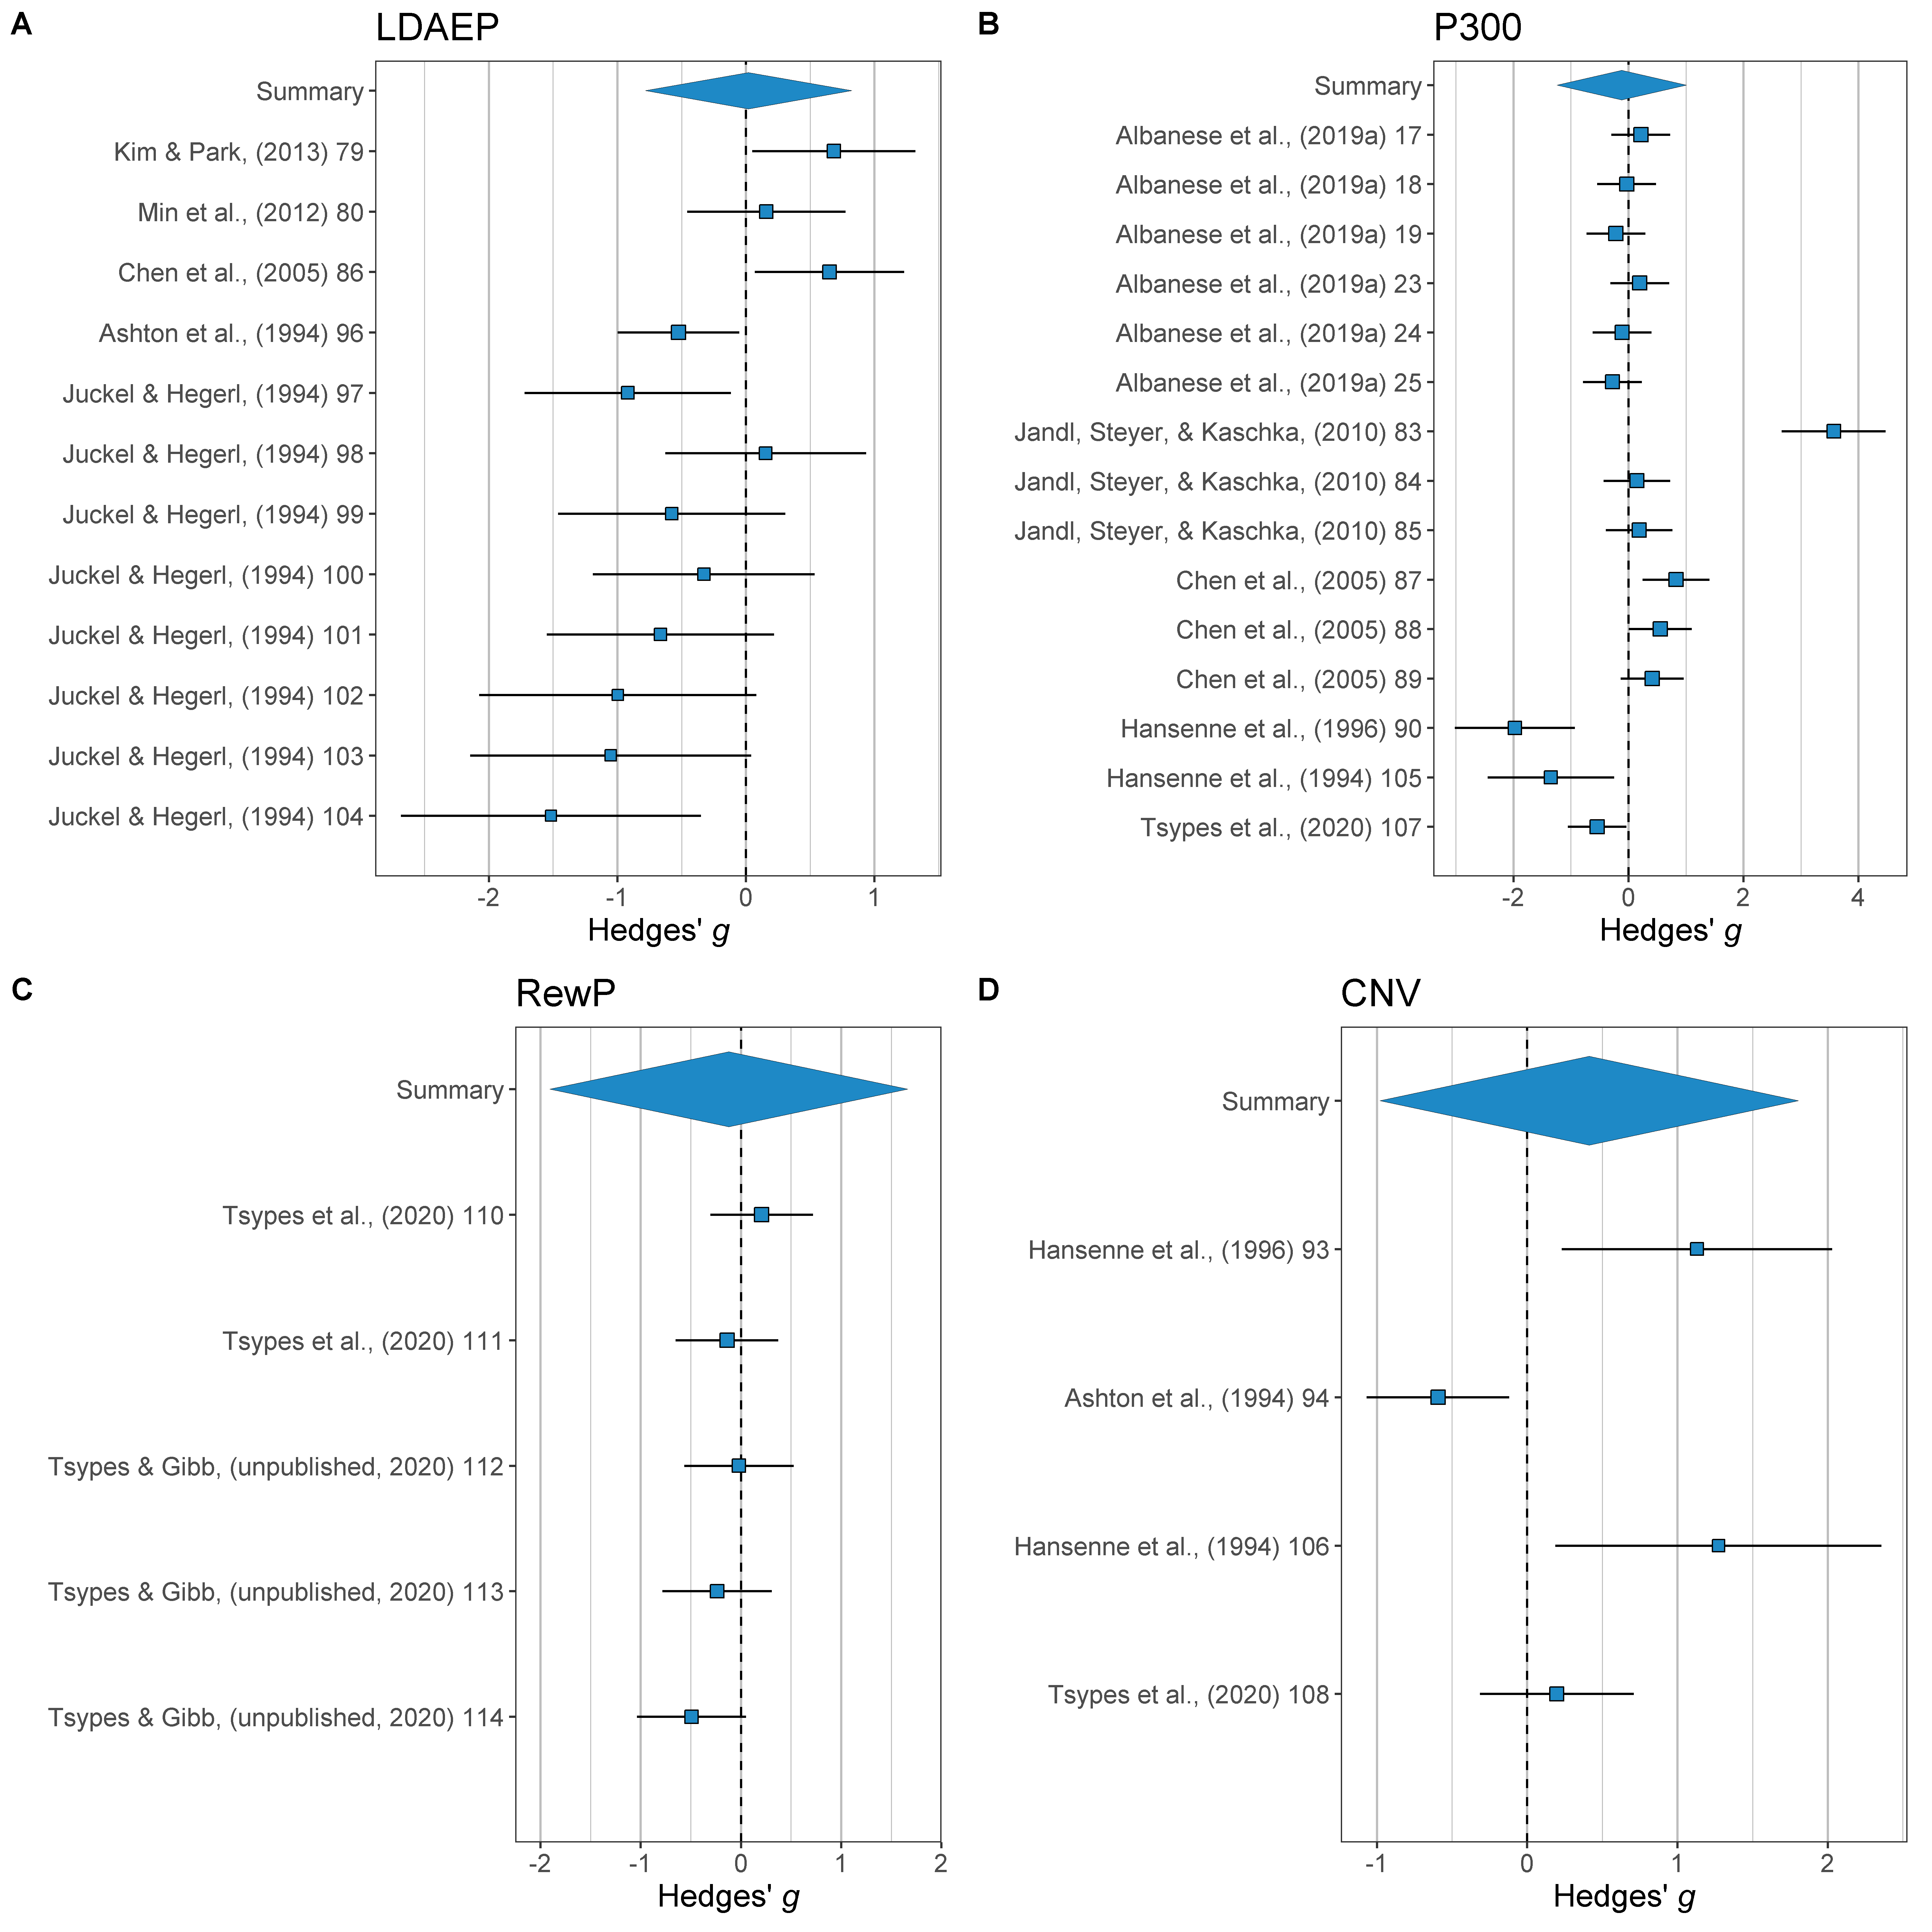 A
LDAEP
Summary
Kim & Park, (2013) 79
Min et al., (2012) 80
Chen et al., (2005) 86
Ashton et al., (1994) 96
Juckel & Hegerl, (1994) 97
Juckel & Hegerl, (1994) 98
Juckel & Hegerl, (1994) 99
Juckel & Hegerl, (1994) 100
Juckel & Hegerl, (1994) 101
Juckel & Hegerl, (1994) 102
Juckel & Hegerl, (1994) 103
Juckel & Hegerl, (1994) 104
-2 -1 0 1
Hedges' g
B
P300
Summary
Albanese et al., (2019a) 17
Albanese et al., (2019a) 18
Albanese et al., (2019a) 19
Albanese et al., (2019a) 23
Albanese et al., (2019a) 24
Albanese et al., (2019a) 25
Jandl, Steyer, & Kaschka, (2010) 83
Jandl, Steyer, & Kaschka, (2010) 84
Jandl, Steyer, & Kaschka, (2010) 85
Chen et al., (2005) 87
Chen et al., (2005) 88
Chen et al., (2005) 89
Hansenne et al., (1996) 90
Hansenne et al., (1994) 105
Tsypes et al., (2020) 107
-2 0 2 4
Hedges' g
C
RewP
Summary
Tsypes et al., (2020) 110
Tsypes et al., (2020) 111
Tsypes & Gibb, (unpublished, 2020) 112
Tsypes & Gibb, (unpublished, 2020) 113
Tsypes & Gibb, (unpublished, 2020) 114
-2 -1 0 1 2
Hedges' g
D
CNV
Summary
Hansenne et al., (1996) 93
Ashton et al., (1994) 94
Hansenne et al., (1994) 106
Tsypes et al., (2020) 108
-1 0 1 2
Hedges' g